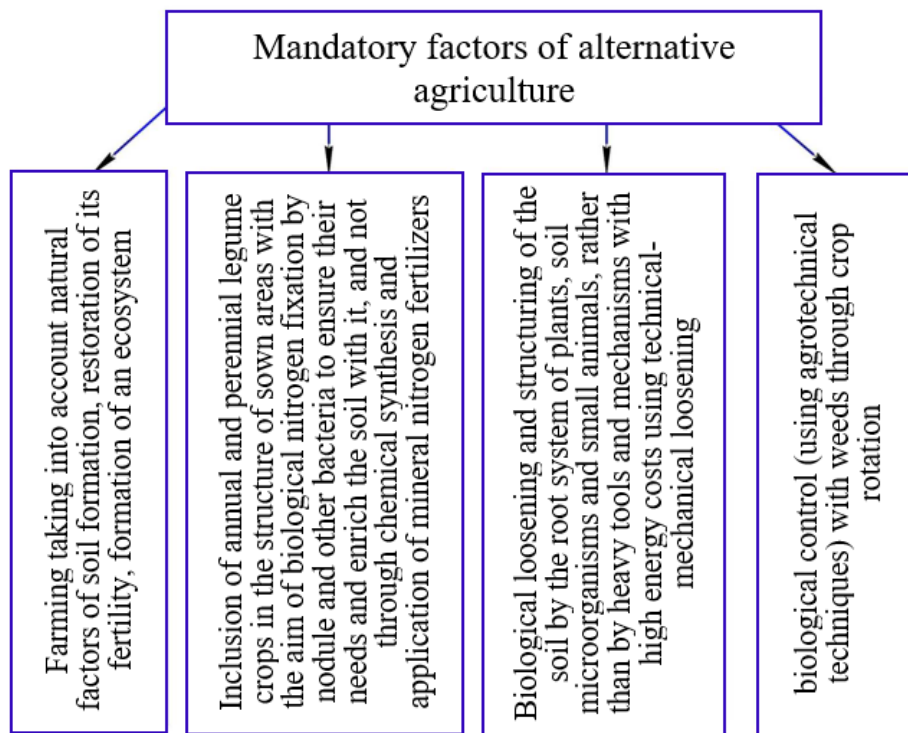 Mandatory factors of alternative
agriculture
Farming taking into account natural
factors of soil formation, restoration of its
fertility, formation of an ecosystem
Inclusion of annual and perennial legume
crops in the structure of sown areas with
the aim of biological nitrogen fixation by
nodule and other bacteria to ensure their
needs and enrich the soil with it, and not
through chemical synthesis and
application of mineral nitrogen fertilizers
Biological loosening and structuring of the
soil by the root system of plants, soil
microorganisms and small animals, rather
than by heavy tools and mechanisms with
high energy costs using technical-
mechanical loosening
biological control (using agrotechnical
techniques) with weeds through crop
rotation